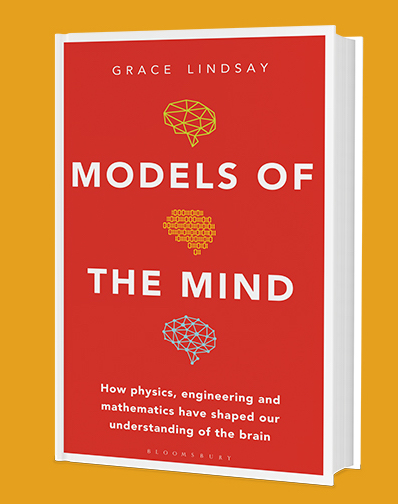 GRACE LINDSAY
MODELS OF
THE MIND
How physics, engineering and
mathematics have shaped our
understanding of the brain
BLOOMSBURY